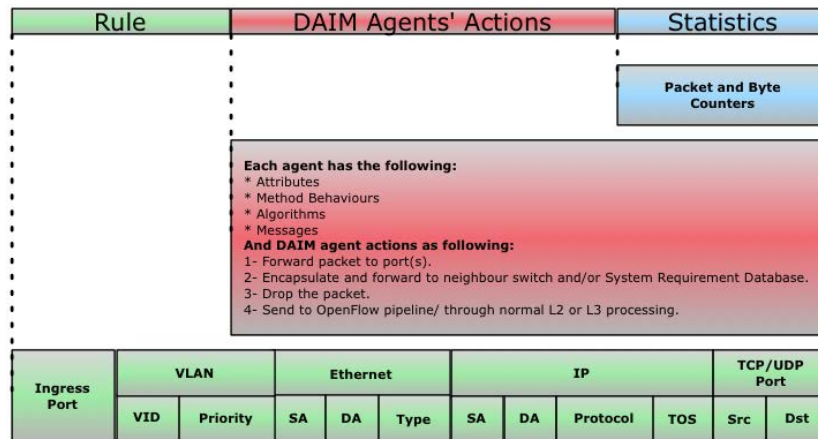 Rule DAIM Agents' Actions Statistics
Packet and Byte
Counters
Each agent has the following:
* Attributes
* Method Behaviours
* Algorithms
* Messages
And DAIM agent actions as following:
1- Forward packet to port(s).
2- Encapsulate and forward to neighbour switch and/or System Requirement Database.
3- Drop the packet.
4- Send to OpenFlow pipeline/ through normal L2 or L3 processing.
Ingress
Port
VLAN Ethernet IP TCP/UDP
Port
VID Priority SA DA Type SA DA Protocol TOS Src Dst